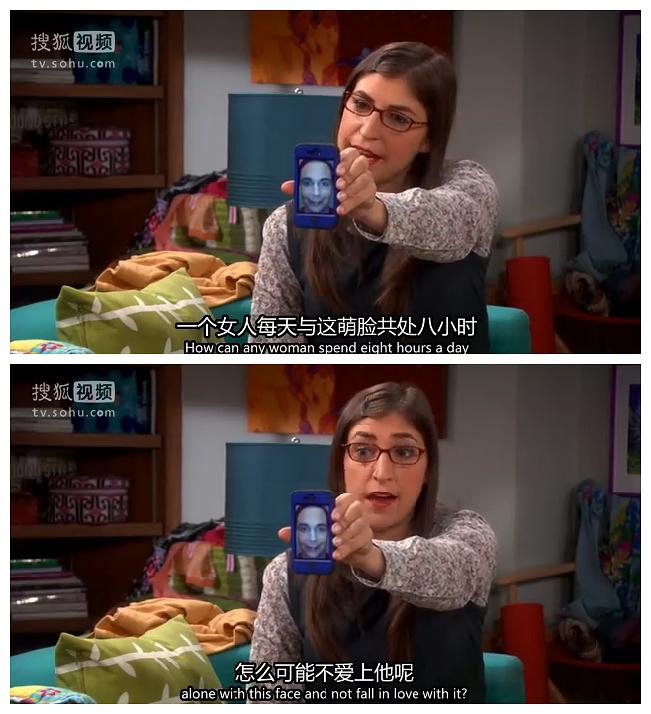 搜狐视频
tv.sohu.com
一个女人每天与这萌脸共处八小时
How can any woman spend eight hours a day
搜狐视频
tv.sohu.com
怎么可能不爱上他呢
alone with this face and not fall in love with it?